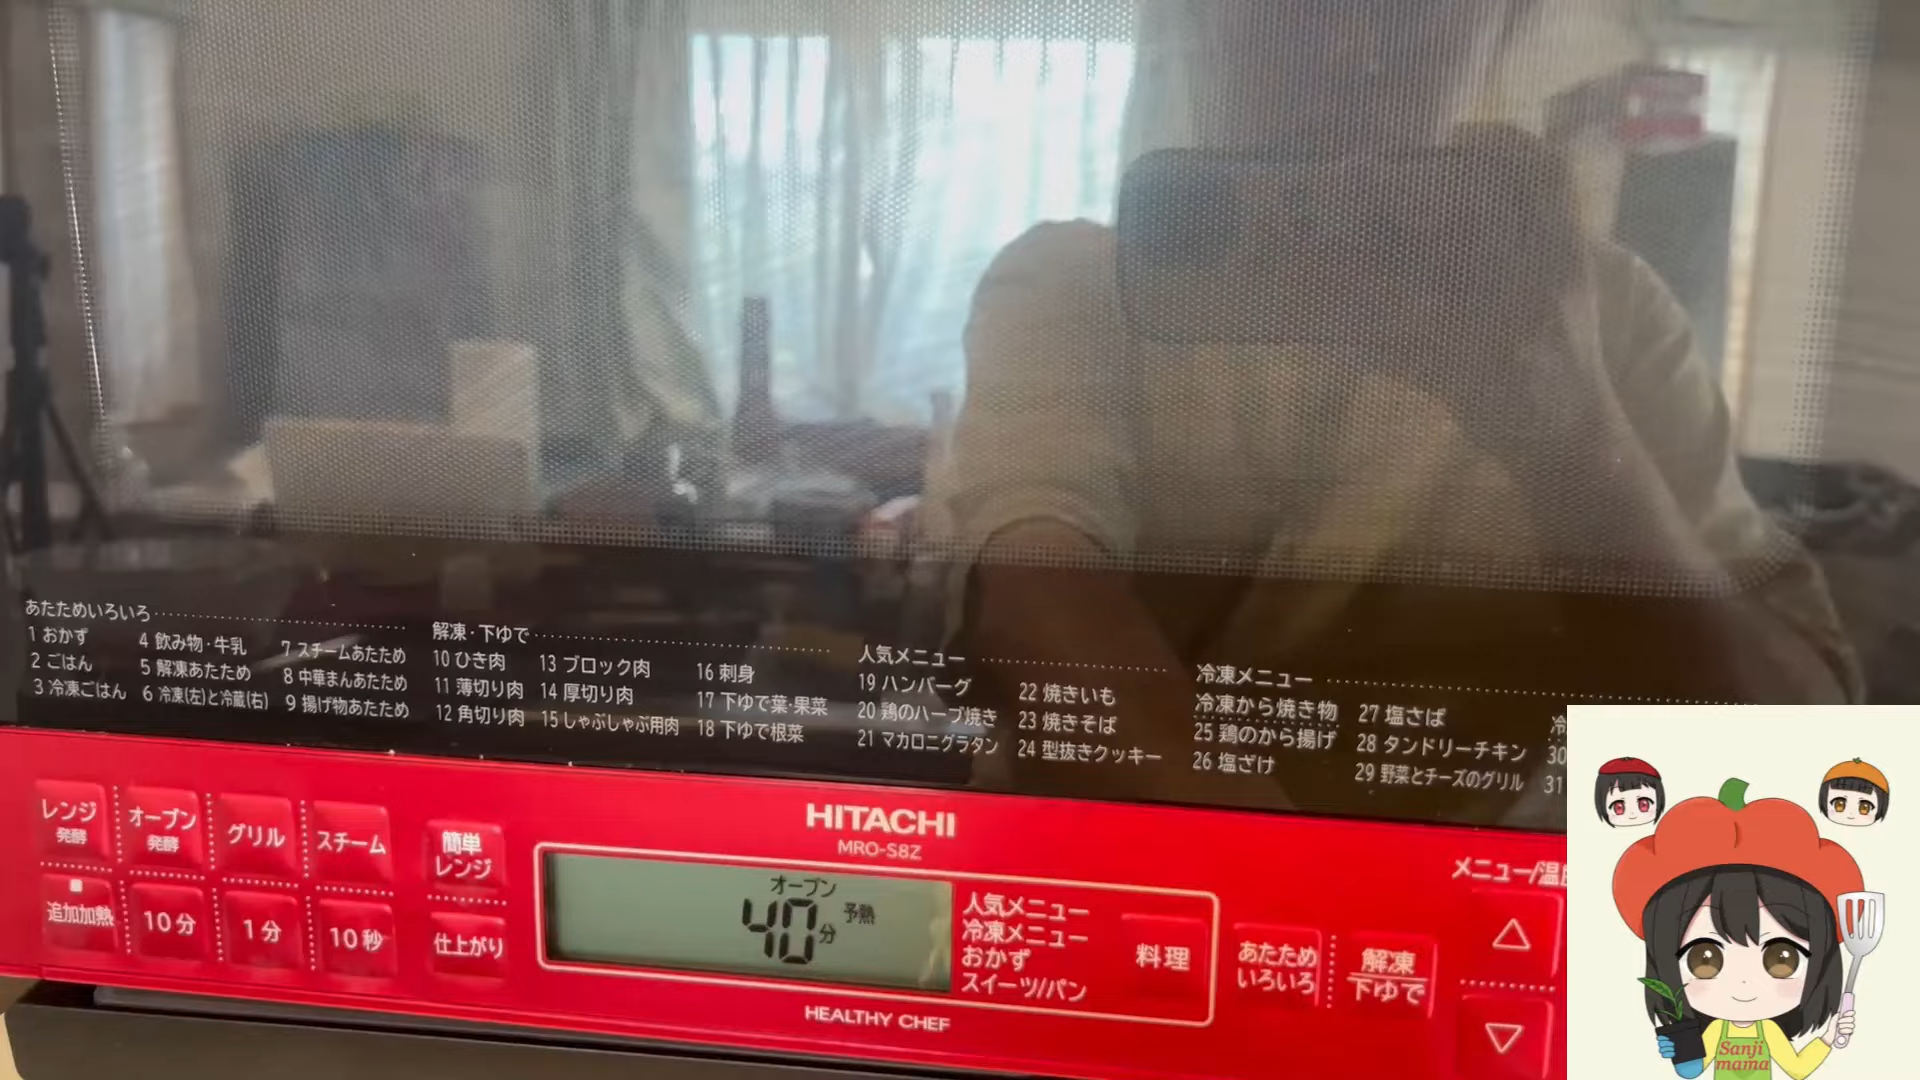 あたためいろいろ
1 おかず 4 飲み物・牛乳 7 スチームあたため
2 ごはん 5 解凍あたため 8 中華まんあたため
3 冷凍ごはん 6 冷凍(左)と冷蔵(右) 9 揚げ物あたため
解凍・下ゆで
10 ひき肉 13 ブロック肉 16 刺身
11 薄切り肉 14 厚切り肉 17 下ゆで葉・果菜
12 角切り肉 15 しゃぶしゃぶ用肉 18 下ゆで根菜
人気メニュー
19 ハンバーグ 22 焼きいも
20 鶏のハーブ焼き 23 焼きそば
21 マカロニグラタン 24 型抜きクッキー
冷凍メニュー
冷凍から焼き物 27 塩さば
25 鶏のから揚げ 28 タンドリーチキン 30
26 塩ざけ 29 野菜とチーズのグリル 31
レンジ
発酵
オーブン
発酵
グリル
スチーム
簡単
レンジ
追加加熱
10分
1分
10秒
仕上がり
HITACHI
MRO-S8Z
オーブン
40分 予熱
人気メニュー
冷凍メニュー
おかず
スイーツ/パン
料理
HEALTHY CHEF
あたため
いろいろ
解凍
下ゆで
メニュー/温度
Sanji
mama